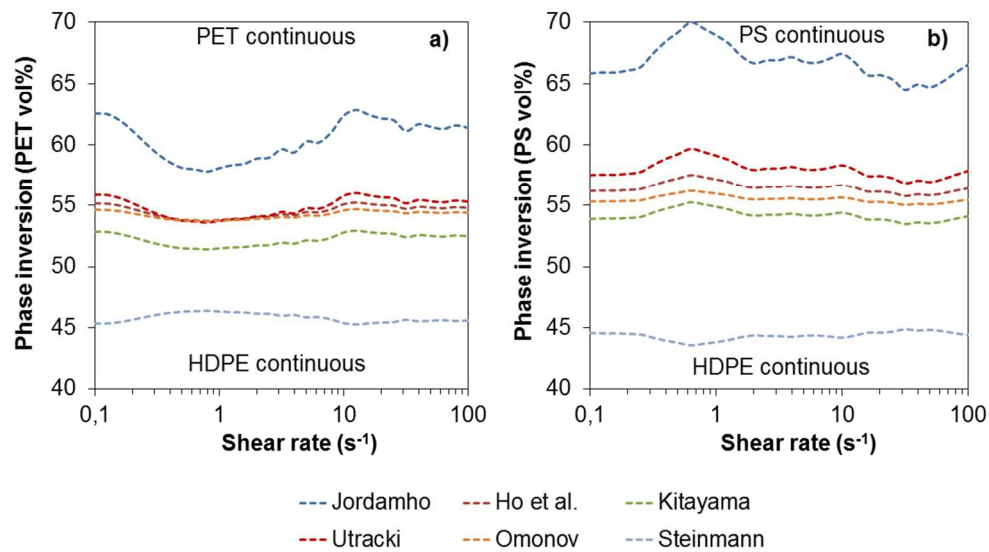 PET continuous
a)
HDPE continuous
Phase inversion (PET vol%)
70
65
60
55
50
45
40
0,1
1
10
100
Shear rate (s-1)
PS continuous
b)
HDPE continuous
Phase inversion (PS vol%)
70
65
60
55
50
45
40
0,1
1
10
100
Shear rate (s-1)
Jordamho
Ho et al.
Kitayama
Utracki
Omonov
Steinmann